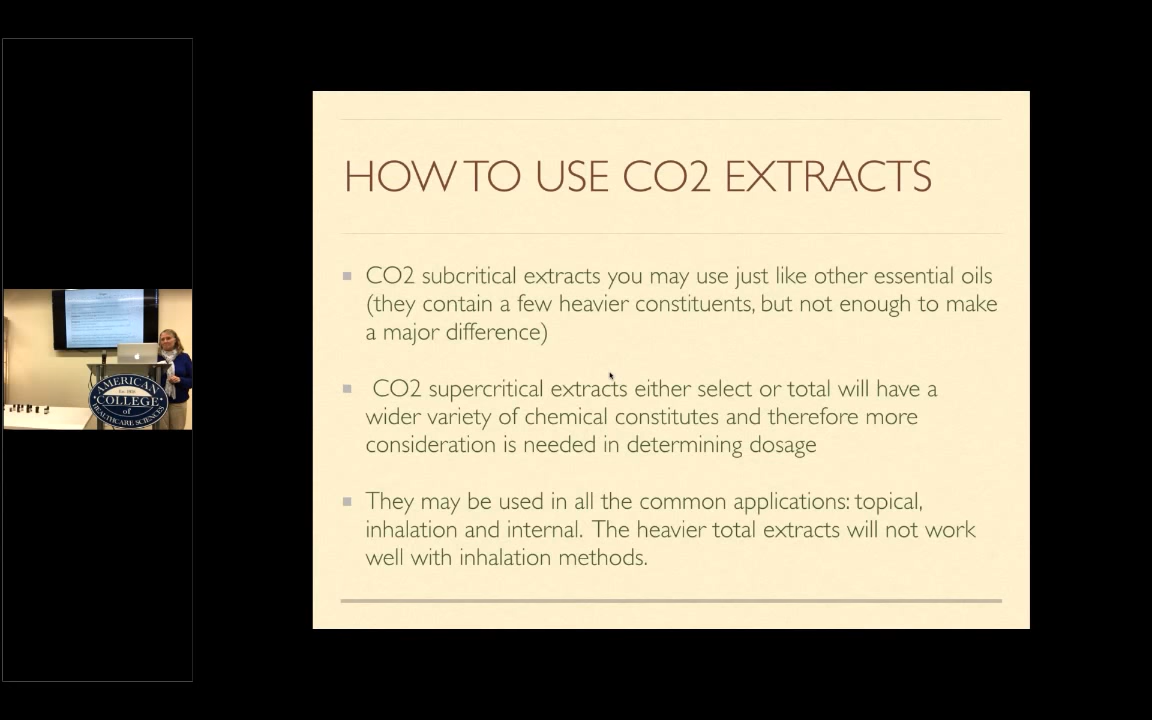 HOW TO USE CO2 EXTRACTS
CO2 subcritical extracts you may use just like other essential oils
(they contain a few heavier constituents, but not enough to make
a major difference)
CO2 supercritical extracts either select or total will have a
wider variety of chemical constitutes and therefore more
consideration is needed in determining dosage
They may be used in all the common applications: topical,
inhalation and internal. The heavier total extracts will not work
well with inhalation methods.
AMERICAN
COLLEGE
of
HEALTHCARE SCIENCES